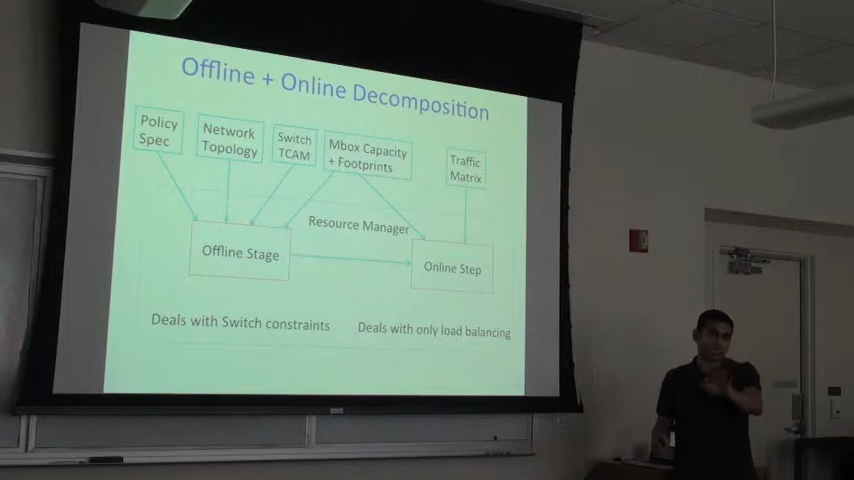 Offline + Online Decomposition
Policy
Spec
Network
Topology
Switch
TCAM
Mbox Capacity
+ Footprints
Traffic
Matrix
Resource Manager
Offline Stage
Online Step
Deals with Switch constraints
Deals with only load balancing